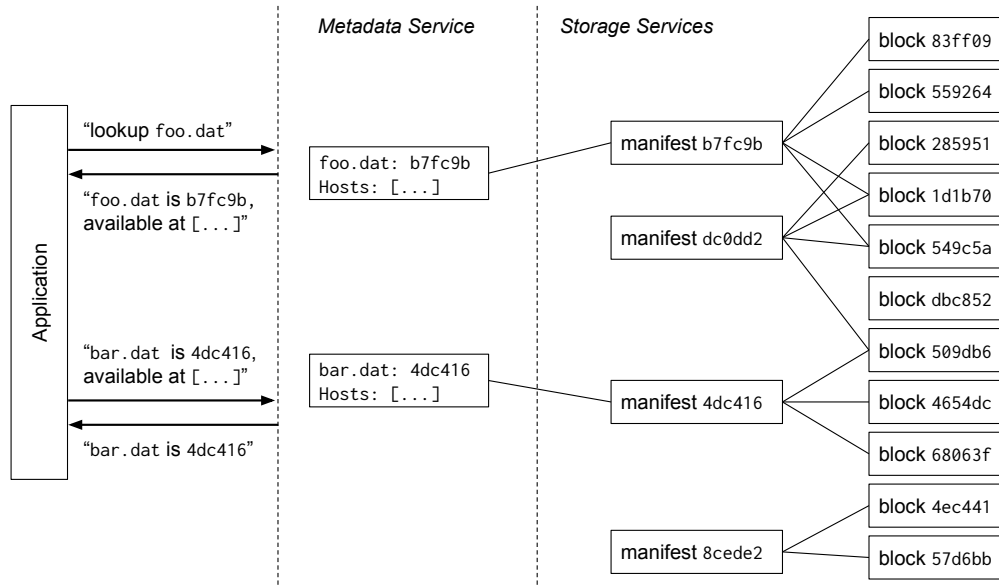 Metadata Service
Storage Services
Application
“lookup foo.dat”
“foo.dat is b7fc9b,
available at [...]”
“bar.dat is 4dc416,
available at [...]”
“bar.dat is 4dc416”
foo.dat: b7fc9b
Hosts: [...]
bar.dat: 4dc416
Hosts: [...]
manifest b7fc9b
manifest dc0dd2
manifest 4dc416
manifest 8cede2
block 83ff09
block 559264
block 285951
block 1d1b70
block 549c5a
block dbc852
block 509db6
block 4654dc
block 68063f
block 4ec441
block 57d6bb